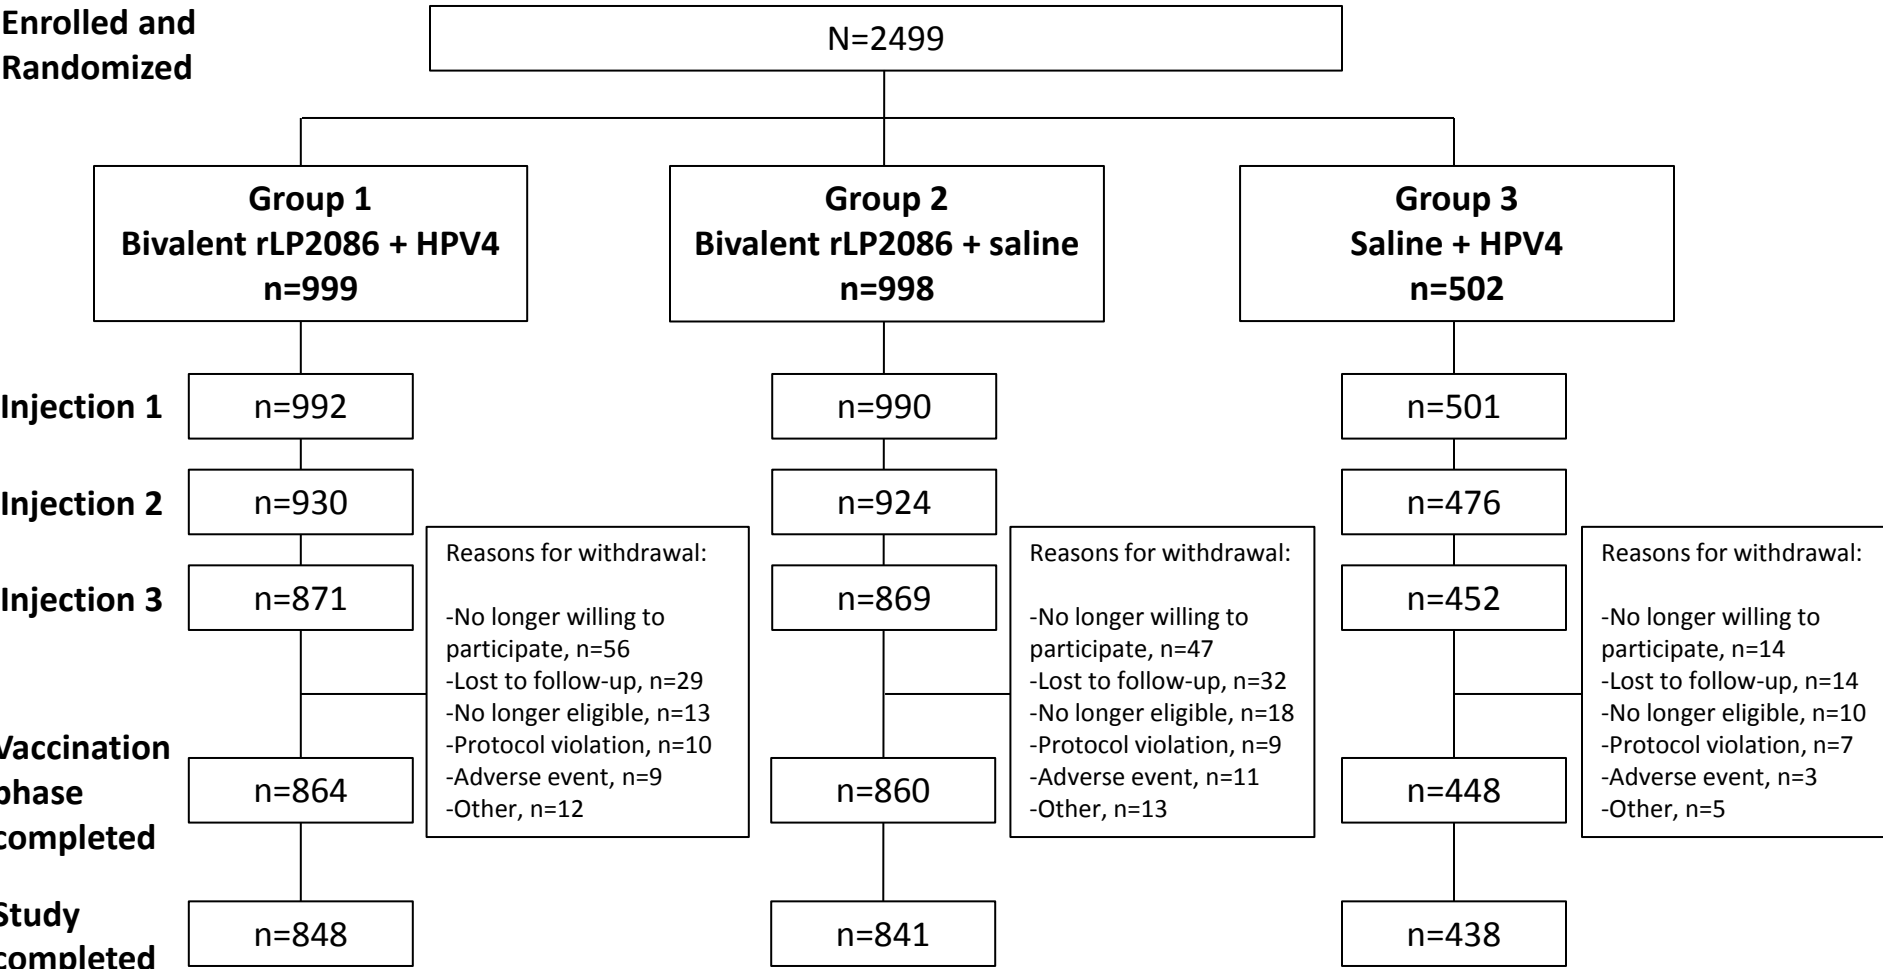 Enrolled and
Randomized
N=2499
Group 1
Bivalent rLP2086 + HPV4
n=999
Group 2
Bivalent rLP2086 + saline
n=998
Group 3
Saline + HPV4
n=502
Injection 1
n=992
n=990
n=501
Injection 2
n=930
n=924
n=476
Injection 3
n=871
n=869
n=452
Reasons for withdrawal:
-No longer willing to
participate, n=56
-Lost to follow-up, n=29
-No longer eligible, n=13
-Protocol violation, n=10
-Adverse event, n=9
-Other, n=12
Reasons for withdrawal:
-No longer willing to
participate, n=47
-Lost to follow-up, n=32
-No longer eligible, n=18
-Protocol violation, n=9
-Adverse event, n=11
-Other, n=13
Reasons for withdrawal:
-No longer willing to
participate, n=14
-Lost to follow-up, n=14
-No longer eligible, n=10
-Protocol violation, n=7
-Adverse event, n=3
-Other, n=5
Vaccination
phase
completed
n=864
n=860
n=448
Study
completed
n=848
n=841
n=438